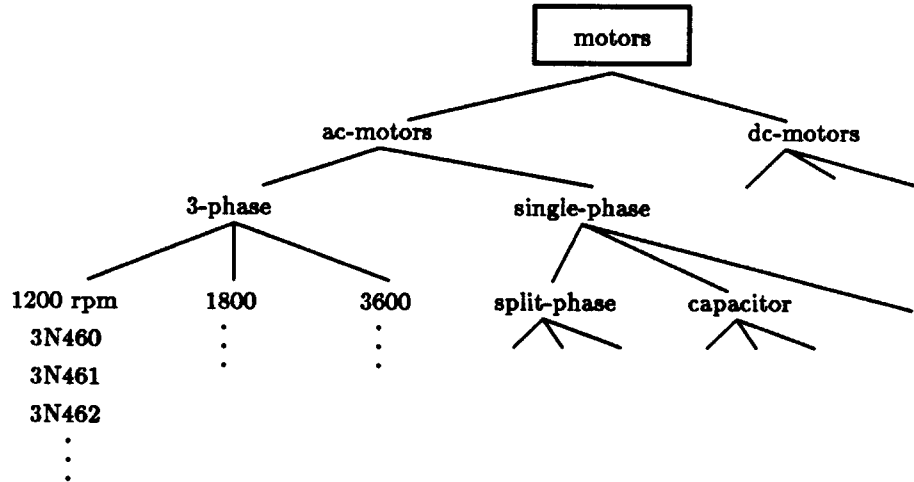 motors
ac-motors
dc-motors
3-phase
single-phase
1200 rpm
1800
3600
split-phase
capacitor
3N460
3N461
3N462